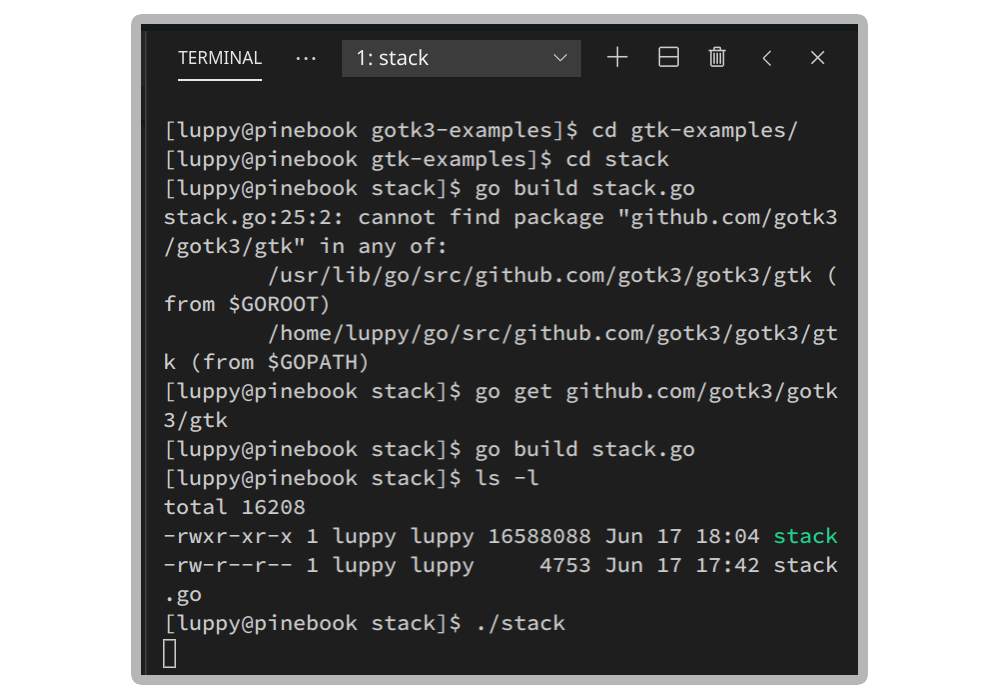 TERMINAL ··· 1: stack
[luppy@pinebook gotk3-examples]$ cd gtk-examples/
[luppy@pinebook gtk-examples]$ cd stack
[luppy@pinebook stack]$ go build stack.go
stack.go:25:2: cannot find package "github.com/gotk3
/gotk3/gtk" in any of:
        /usr/lib/go/src/github.com/gotk3/gotk3/gtk (
from $GOROOT)
        /home/luppy/go/src/github.com/gotk3/gotk3/gt
k (from $GOPATH)
[luppy@pinebook stack]$ go get github.com/gotk3/gotk
3/gtk
[luppy@pinebook stack]$ go build stack.go
[luppy@pinebook stack]$ ls -l
total 16208
-rwxr-xr-x 1 luppy luppy 16588088 Jun 17 18:04 stack
-rw-r--r-- 1 luppy luppy     4753 Jun 17 17:42 stack
.go
[luppy@pinebook stack]$ ./stack